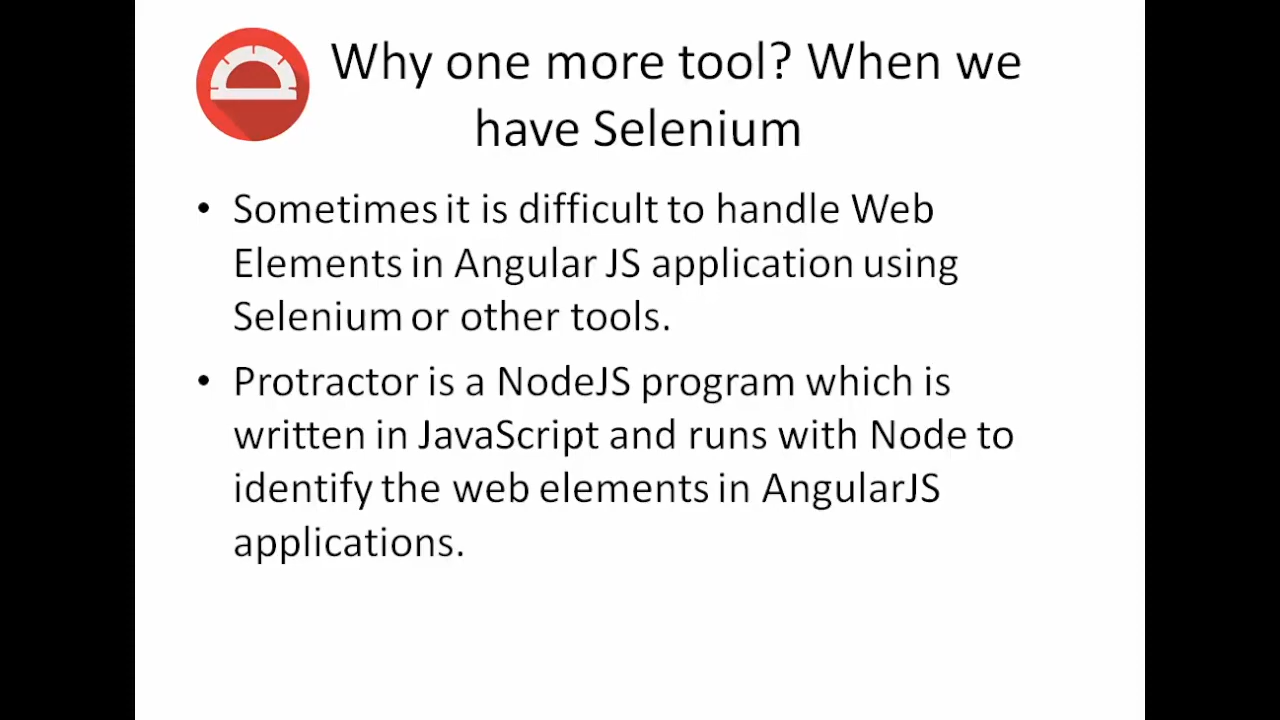 Why one more tool? When we
have Selenium
• Sometimes it is difficult to handle Web
Elements in Angular JS application using
Selenium or other tools.
• Protractor is a NodeJS program which is
written in JavaScript and runs with Node to
identify the web elements in AngularJS
applications.